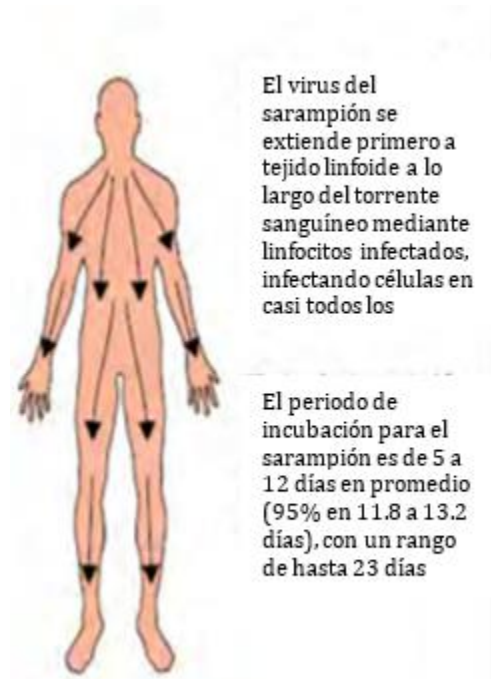 El virus del
sarampión se
extiende primero a
tejido linfoide a lo
largo del torrente
sanguíneo mediante
linfocitos infectados,
infectando células en
casi todos los
El periodo de
incubación para el
sarampión es de 5 a
12 días en promedio
(95% en 11.8 a 13.2
días), con un rango
de hasta 23 días